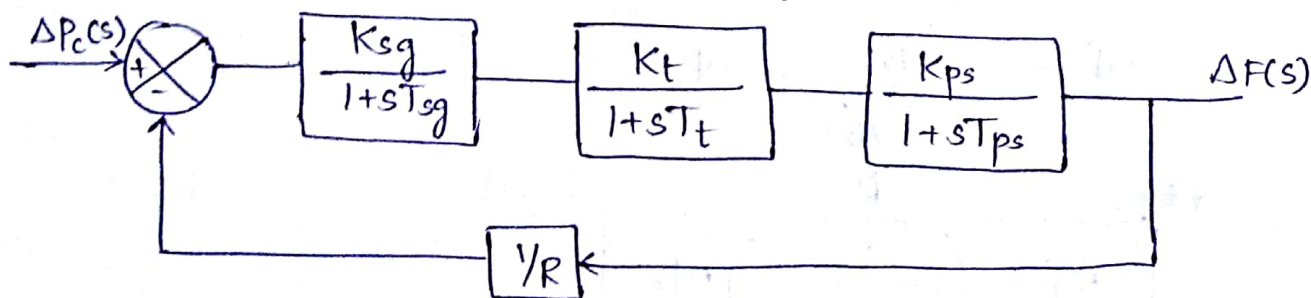 ΔPc(s)
+
-
Ksg
1+sTsg
Kt
1+sTt
Kps
1+sTps
ΔF(s)
1/R